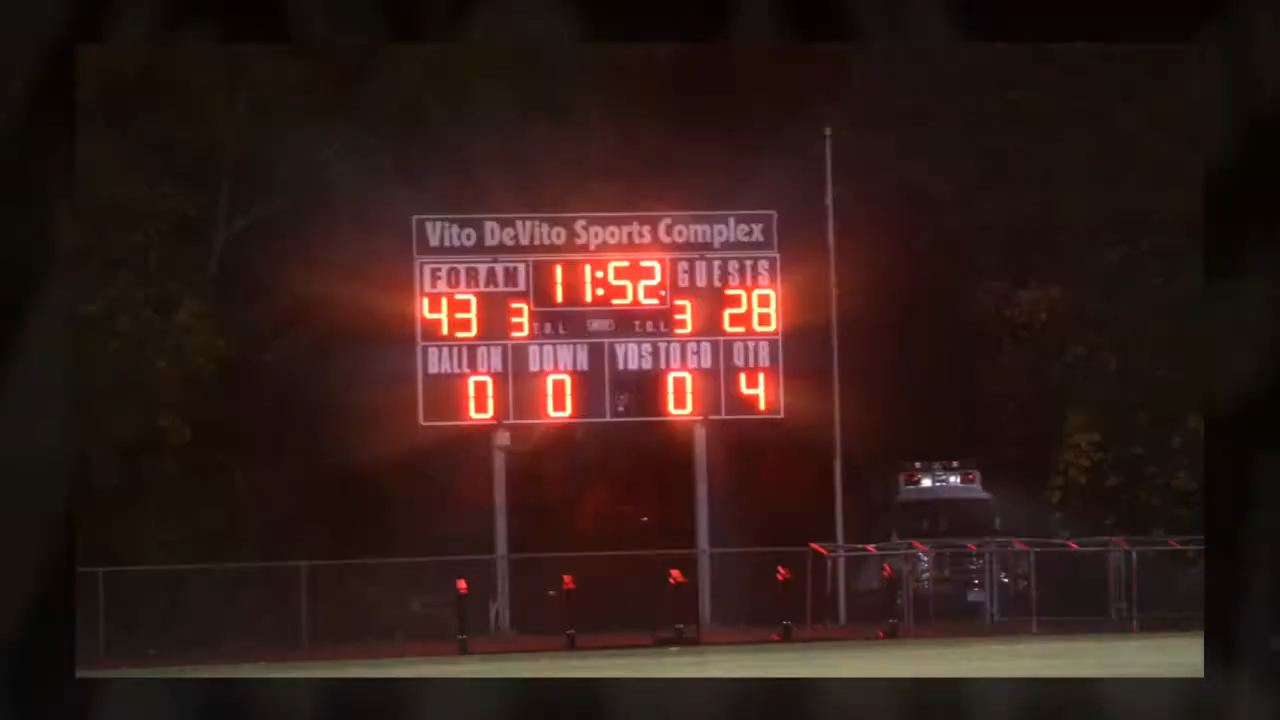 Vito DeVito Sports Complex
FORAN 11:52 GUESTS
43 3 T.O.L. T.O.L. 3 28
BALL ON DOWN YDS TO GO QTR
0 0 0 4